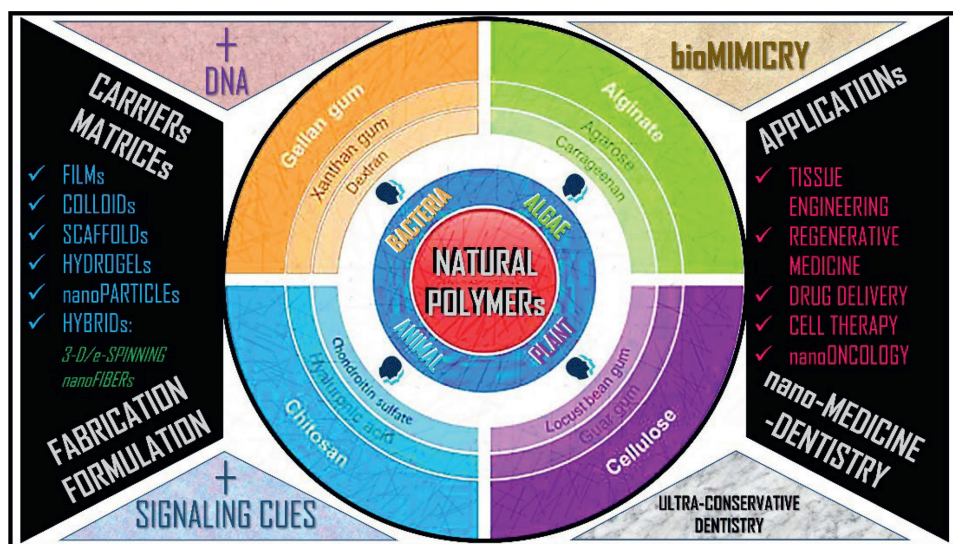 +
DNA
bioMIMICRY
CARRIERs
MATRICEs
✓ FILMs
✓ COLLOIDs
✓ SCAFFOLDs
✓ HYDROGELs
✓ nanoPARTICLEs
✓ HYBRIDs:
3-D/e-SPINNING
nanoFIBERs
FABRICATION
FORMULATION
+
SIGNALING CUES
Gellan gum
Xanthan gum
Dextran
Alginate
Agarose
Carrageenan
BACTERIA
ALGAE
NATURAL
POLYMERs
ANIMAL
PLANT
Chondroitin sulfate
Hyaluronic acid
Chitosan
Locust bean gum
Guar gum
Cellulose
APPLICATIONs
✓ TISSUE
ENGINEERING
✓ REGENERATIVE
MEDICINE
✓ DRUG DELIVERY
✓ CELL THERAPY
✓ nanoONCOLOGY
nano-MEDICINE
-DENTISTRY
ULTRA-CONSERVATIVE
DENTISTRY